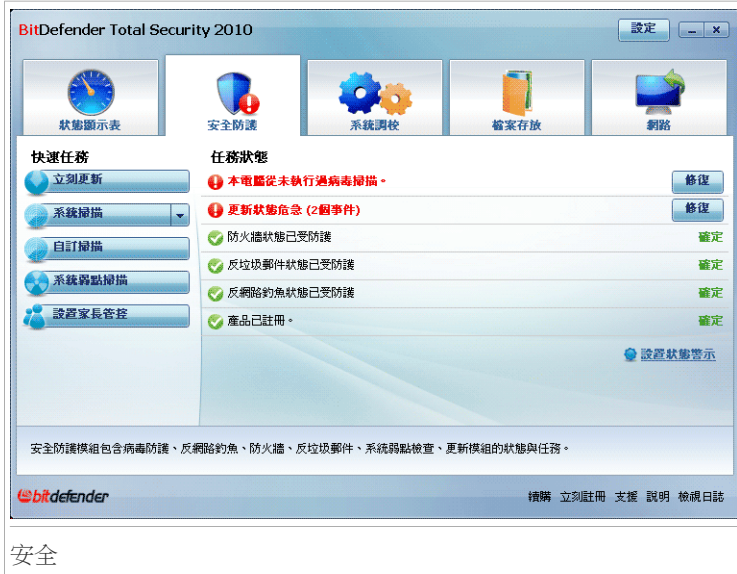 BitDefender Total Security 2010
設定
狀態顯示表
安全防護
系統調校
檔案存放
網路
快速任務
立刻更新
系統掃描
自訂掃描
系統弱點掃描
設置家長管控
任務狀態
本電腦從未執行過病毒掃描。 修復
更新狀態危急 (2個事件) 修復
防火牆狀態已受防護 確定
反垃圾郵件狀態已受防護 確定
反網路釣魚狀態已受防護 確定
產品已註冊。 確定
設置狀態警示
安全防護模組包含病毒防護、反網路釣魚、防火牆、反垃圾郵件、系統弱點檢查、更新模組的狀態與任務。
bitdefender
續購 立刻註冊 支援 說明 檢視日誌
安全